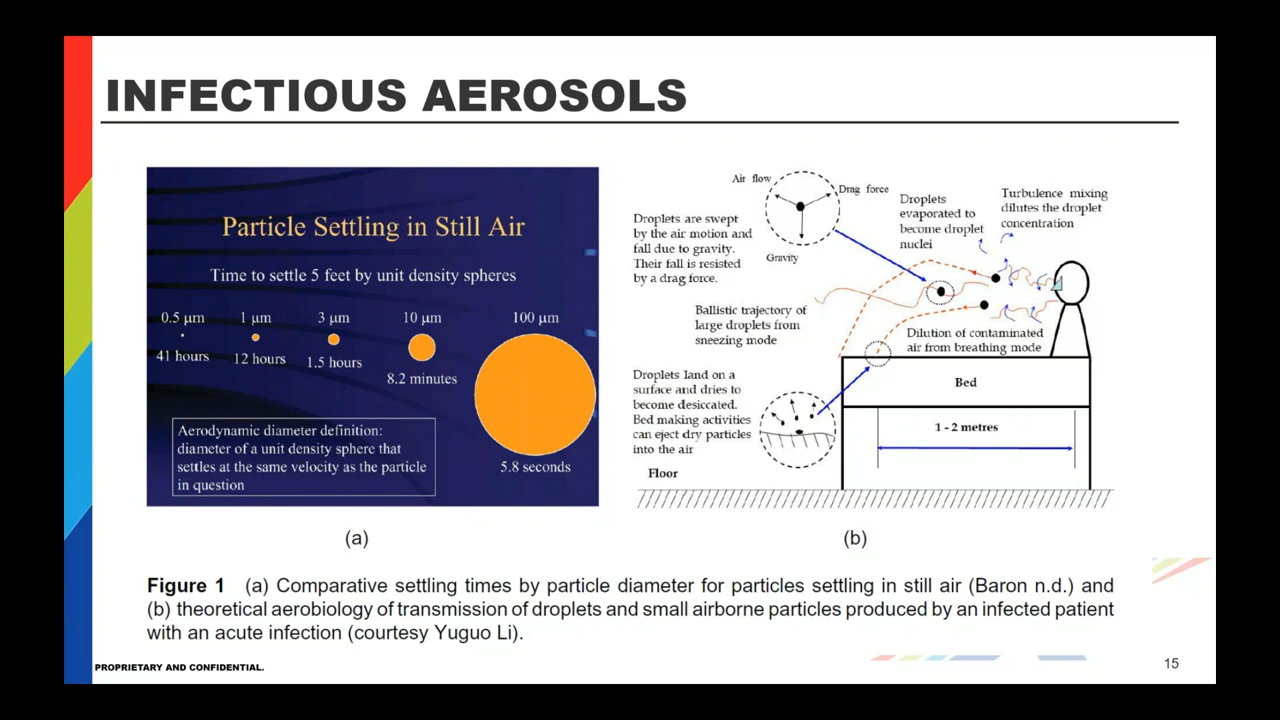 INFECTIOUS AEROSOLS
Particle Settling in Still Air
Time to settle 5 feet by unit density spheres
0.5 μm
1 μm
3 μm
10 μm
100 μm
41 hours
12 hours
1.5 hours
8.2 minutes
5.8 seconds
Aerodynamic diameter definition:
diameter of a unit density sphere that
settles at the same velocity as the particle
in question
(a)
Air flow
Drag force
Gravity
Droplets are swept
by the air motion and
fall due to gravity.
Their fall is resisted
by a drag force.
Droplets
evaporated to
become droplet
nuclei
Turbulence mixing
dilutes the droplet
concentration
Ballistic trajectory of
large droplets from
sneezing mode
Dilution of contaminated
air from breathing mode
Droplets land on a
surface and dries to
become desiccated.
Bed making activities
can eject dry particles
into the air
Bed
1 - 2 metres
Floor
(b)
Figure 1 (a) Comparative settling times by particle diameter for particles settling in still air (Baron n.d.) and
(b) theoretical aerobiology of transmission of droplets and small airborne particles produced by an infected patient
with an acute infection (courtesy Yuguo Li).
PROPRIETARY AND CONFIDENTIAL.
15